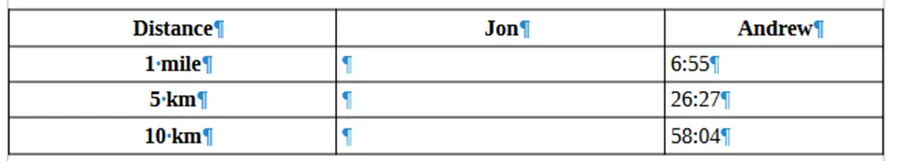 Distance¶ Jon¶ Andrew¶
1·mile¶ ¶ 6:55¶
5·km¶ ¶ 26:27¶
10·km¶ ¶ 58:04¶